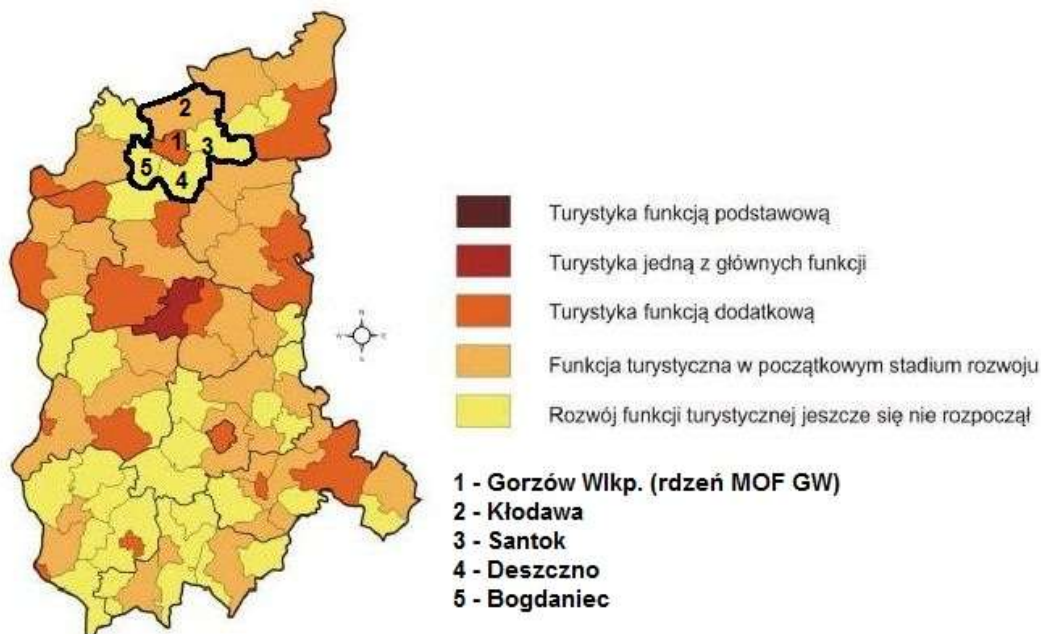 2
1
3
5
4
Turystyka funkcją podstawową
Turystyka jedną z głównych funkcji
Turystyka funkcją dodatkową
Funkcja turystyczna w początkowym stadium rozwoju
Rozwój funkcji turystycznej jeszcze się nie rozpoczął
1 - Gorzów Wlkp. (rdzeń MOF GW)
2 - Kłodawa
3 - Santok
4 - Deszczno
5 - Bogdaniec